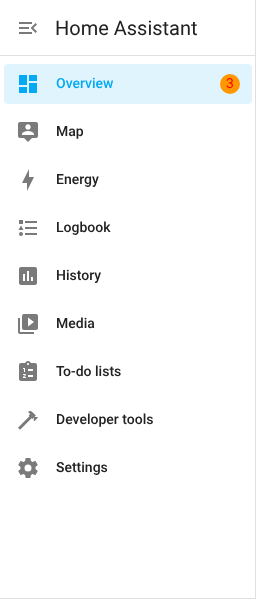 Home Assistant
Overview 3
Map
Energy
Logbook
History
Media
To-do lists
Developer tools
Settings